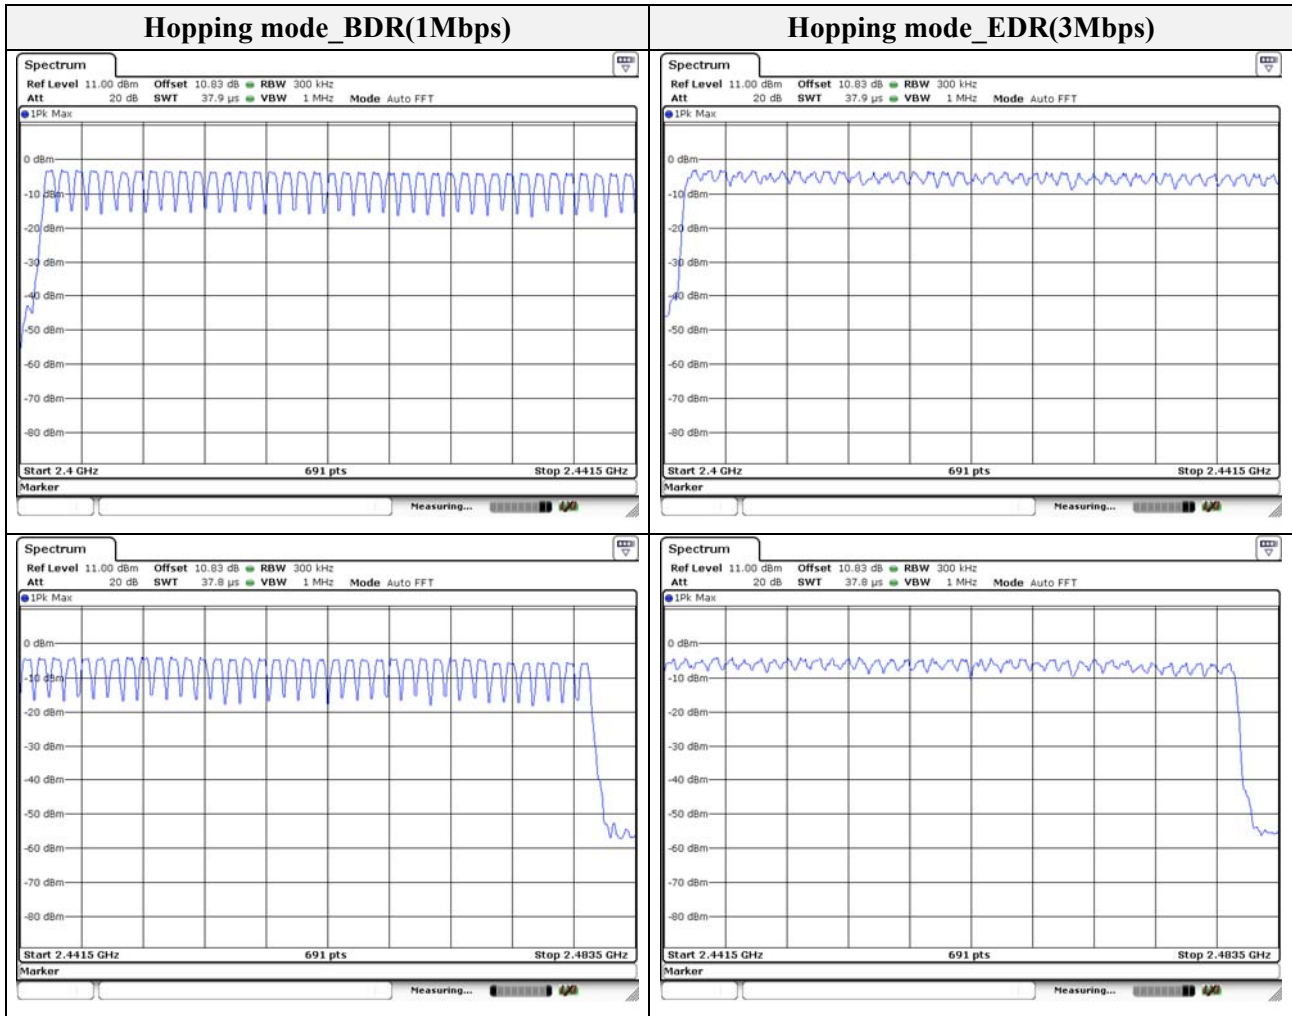 Hopping mode_BDR(1Mbps)
Hopping mode_EDR(3Mbps)
Spectrum
Ref Level 11.00 dBm Offset 10.83 dB RBW 300 kHz
Att 20 dB SWT 37.9 µs VBW 1 MHz Mode Auto FFT
1Pk Max
0 dBm
-10 dBm
-20 dBm
-30 dBm
-40 dBm
-50 dBm
-60 dBm
-70 dBm
-80 dBm
Start 2.4 GHz 691 pts Stop 2.4415 GHz
Marker
Measuring...
Spectrum
Ref Level 11.00 dBm Offset 10.83 dB RBW 300 kHz
Att 20 dB SWT 37.9 µs VBW 1 MHz Mode Auto FFT
1Pk Max
0 dBm
-10 dBm
-20 dBm
-30 dBm
-40 dBm
-50 dBm
-60 dBm
-70 dBm
-80 dBm
Start 2.4 GHz 691 pts Stop 2.4415 GHz
Marker
Measuring...
Spectrum
Ref Level 11.00 dBm Offset 10.83 dB RBW 300 kHz
Att 20 dB SWT 37.8 µs VBW 1 MHz Mode Auto FFT
1Pk Max
0 dBm
-10 dBm
-20 dBm
-30 dBm
-40 dBm
-50 dBm
-60 dBm
-70 dBm
-80 dBm
Start 2.4415 GHz 691 pts Stop 2.4835 GHz
Marker
Measuring...
Spectrum
Ref Level 11.00 dBm Offset 10.83 dB RBW 300 kHz
Att 20 dB SWT 37.8 µs VBW 1 MHz Mode Auto FFT
1Pk Max
0 dBm
-10 dBm
-20 dBm
-30 dBm
-40 dBm
-50 dBm
-60 dBm
-70 dBm
-80 dBm
Start 2.4415 GHz 691 pts Stop 2.4835 GHz
Marker
Measuring...